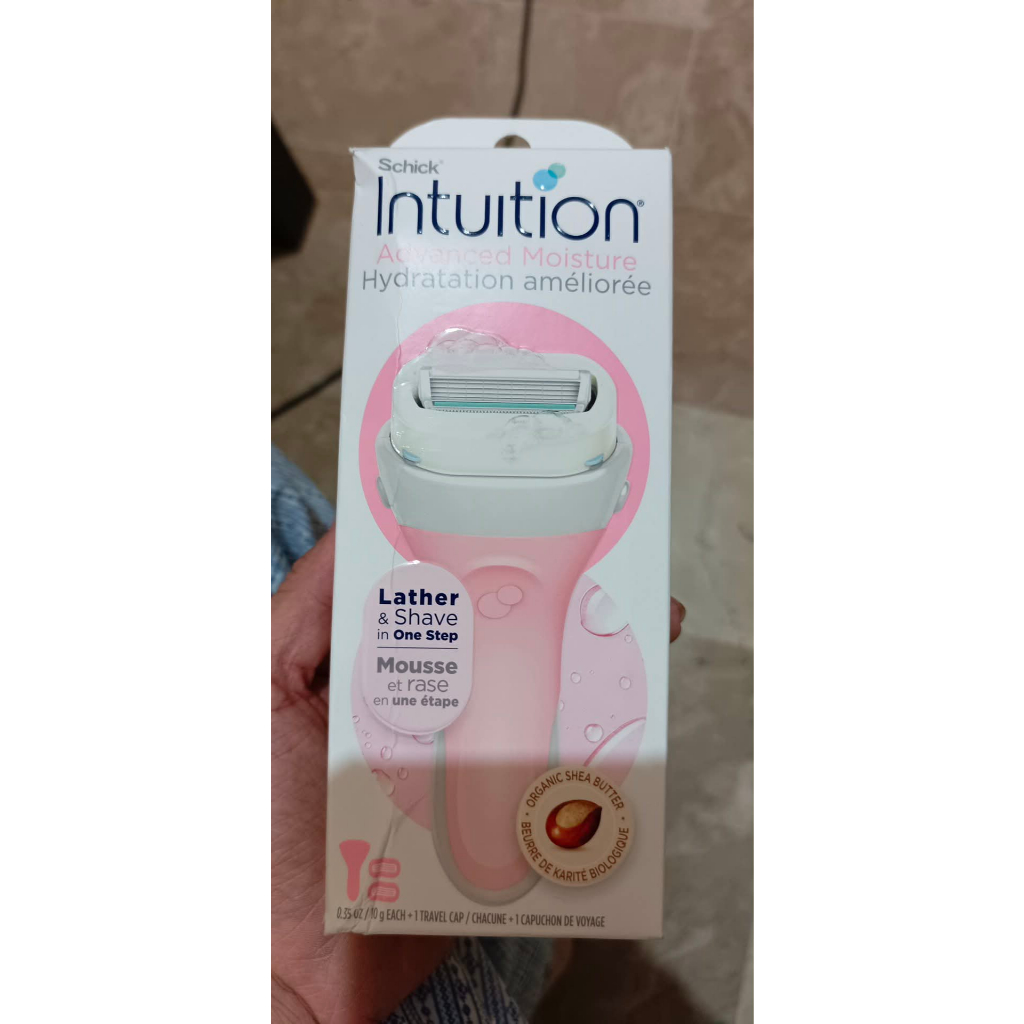 Schick®
Intuition®
Advanced Moisture
Hydratation améliorée
Lather
& Shave
in One Step
Mousse
et rase
en une étape
• ORGANIC SHEA BUTTER •
BEURRE DE KARITÉ BIOLOGIQUE
0.35 OZ / 10 g EACH + 1 TRAVEL CAP / CHACUNE + 1 CAPUCHON DE VOYAGE